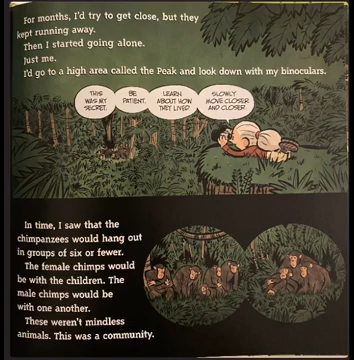 For months, I'd try to get close, but they
kept running away.
Then I started going alone.
Just me.
I'd go to a high area called the Peak and look down with my binoculars.
THIS
WAS MY
SECRET.
BE
PATIENT.
LEARN
ABOUT HOW
THEY LIVED.
SLOWLY
MOVE CLOSER
AND CLOSER.
In time, I saw that the
chimpanzees would hang out
in groups of six or fewer.
The female chimps would
be with the children. The
male chimps would be
with one another.
These weren't mindless
animals. This was a community.